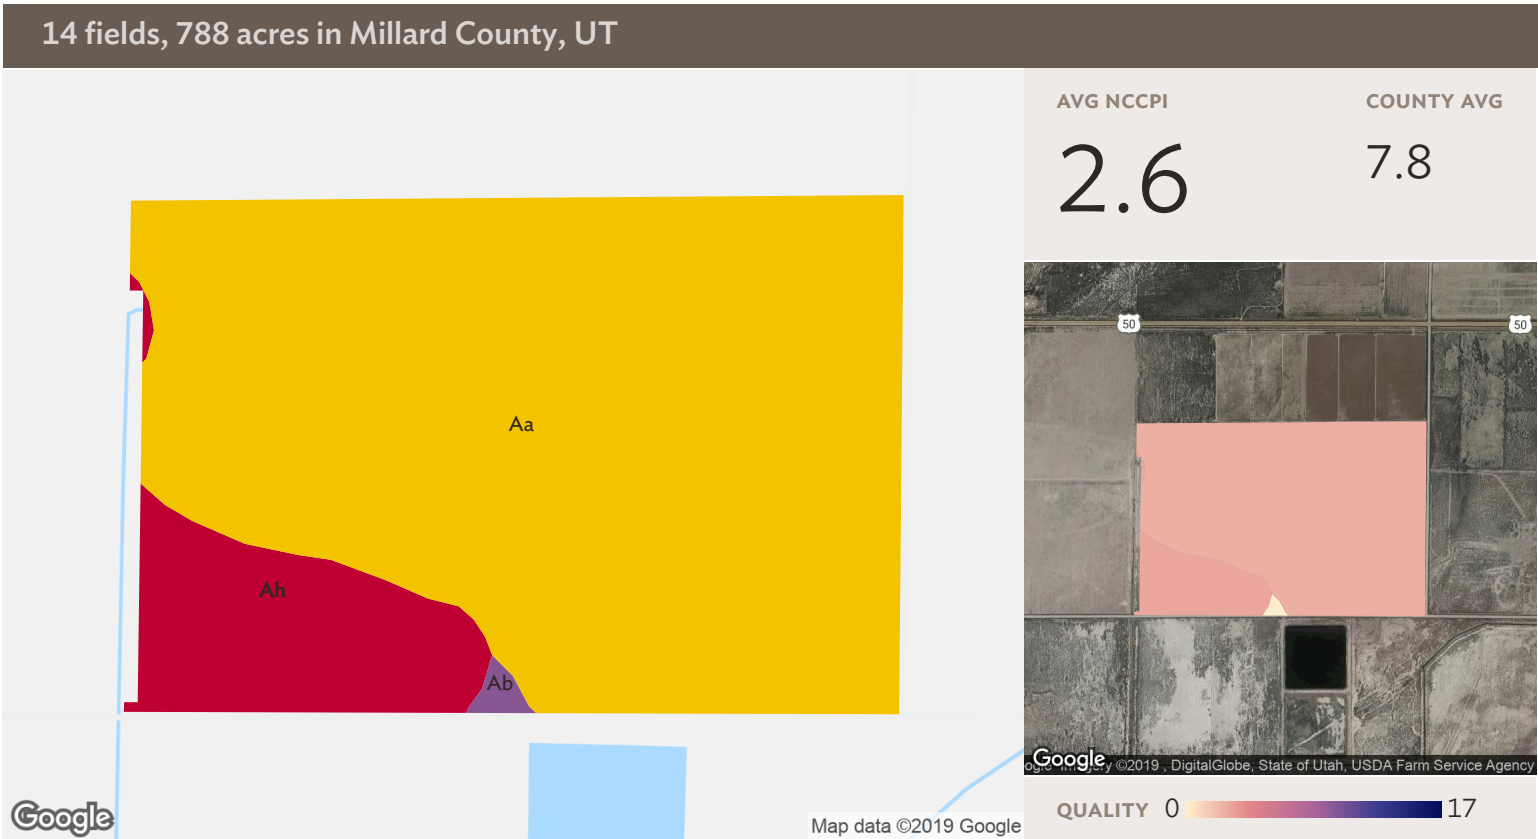 14 fields, 788 acres in Millard County, UT
AVG NCCPI
COUNTY AVG
2.6
7.8
Aa
Ah
Ab
50
50
Google
Map data ©2019 Google
Google
Imagery ©2019 , DigitalGlobe, State of Utah, USDA Farm Service Agency
QUALITY 0 17